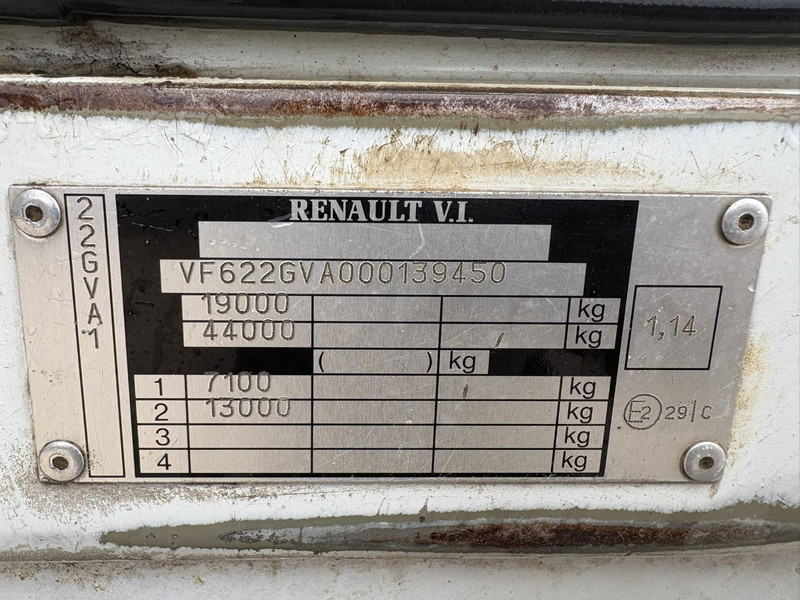 22GVA1
RENAULT V.I.
VF622GVA000139450
19000 kg
44000 kg
( ) kg
1 7100 kg
2 13000 kg
3 kg
4 kg
1,14
E2 29/C